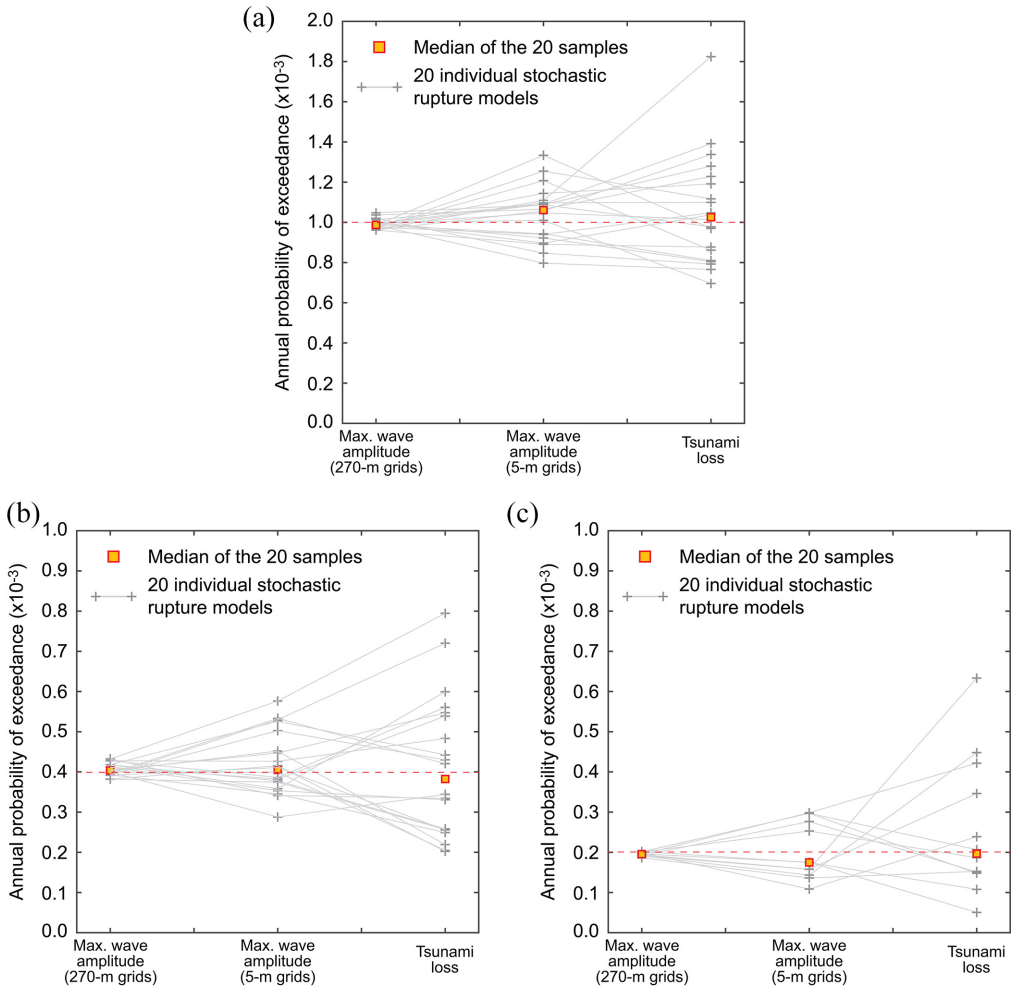 (a)
Annual probability of exceedance (x10-3)
2.0
1.8
1.6
1.4
1.2
1.0
0.8
0.6
0.4
0.2
0.0
Median of the 20 samples
20 individual stochastic
rupture models
Max. wave
amplitude
(270-m grids)
Max. wave
amplitude
(5-m grids)
Tsunami
loss
(b)
Annual probability of exceedance (x10-3)
1.0
0.9
0.8
0.7
0.6
0.5
0.4
0.3
0.2
0.1
0.0
Median of the 20 samples
20 individual stochastic
rupture models
Max. wave
amplitude
(270-m grids)
Max. wave
amplitude
(5-m grids)
Tsunami
loss
(c)
Annual probability of exceedance (x10-3)
1.0
0.9
0.8
0.7
0.6
0.5
0.4
0.3
0.2
0.1
0.0
Median of the 20 samples
20 individual stochastic
rupture models
Max. wave
amplitude
(270-m grids)
Max. wave
amplitude
(5-m grids)
Tsunami
loss